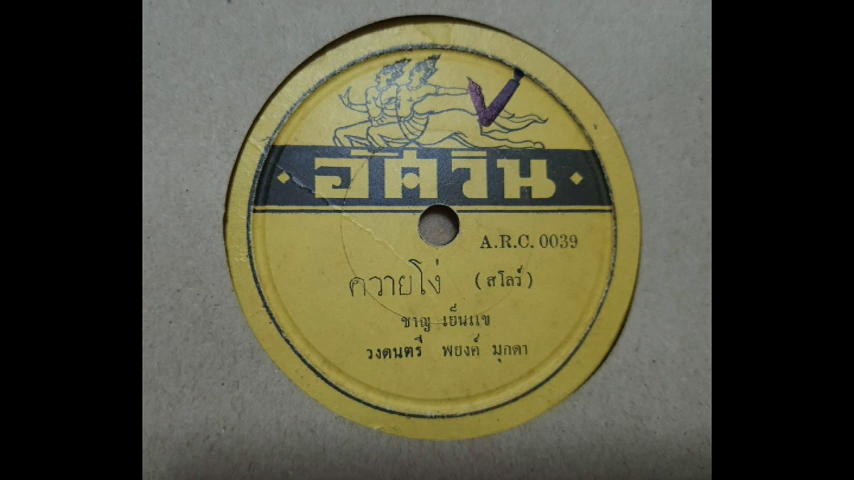 อัศวิน
A.R.C. 0039
ควายโง่ (สโลว์)
ชาญ เย็นแข
วงดนตรี พยงค์ มุกดา